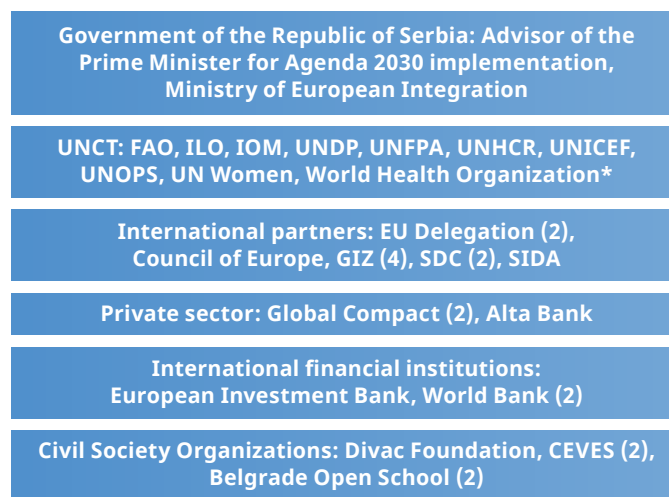 Government of the Republic of Serbia: Advisor of the
Prime Minister for Agenda 2030 implementation,
Ministry of European Integration
UNCT: FAO, ILO, IOM, UNDP, UNFPA, UNHCR, UNICEF,
UNOPS, UN Women, World Health Organization*
International partners: EU Delegation (2),
Council of Europe, GIZ (4), SDC (2), SIDA
Private sector: Global Compact (2), Alta Bank
International financial institutions:
European Investment Bank, World Bank (2)
Civil Society Organizations: Divac Foundation, CEVES (2),
Belgrade Open School (2)